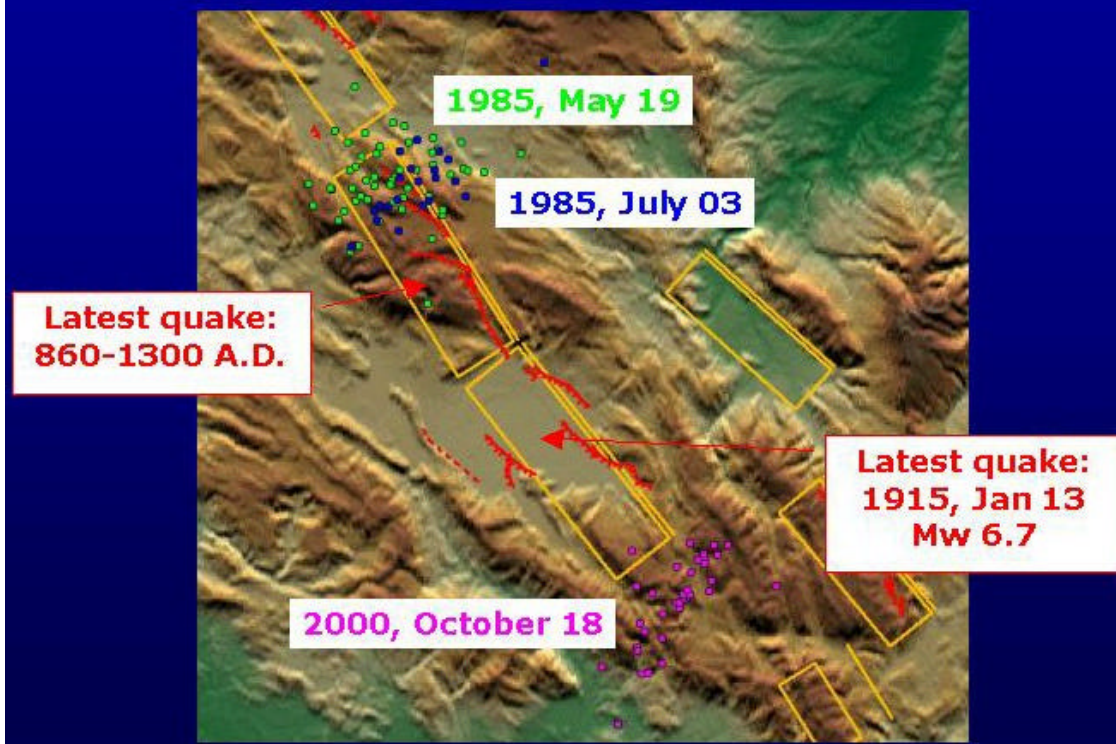 1985, May 19
1985, July 03
Latest quake:
860-1300 A.D.
Latest quake:
1915, Jan 13
Mw 6.7
2000, October 18